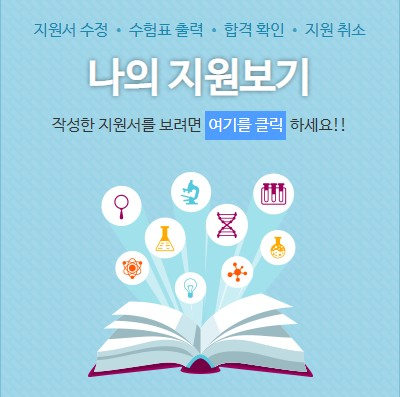 지원서 수정 • 수험표 출력 • 합격 확인 • 지원 취소
나의 지원보기
작성한 지원서를 보려면 여기를 클릭 하세요!!